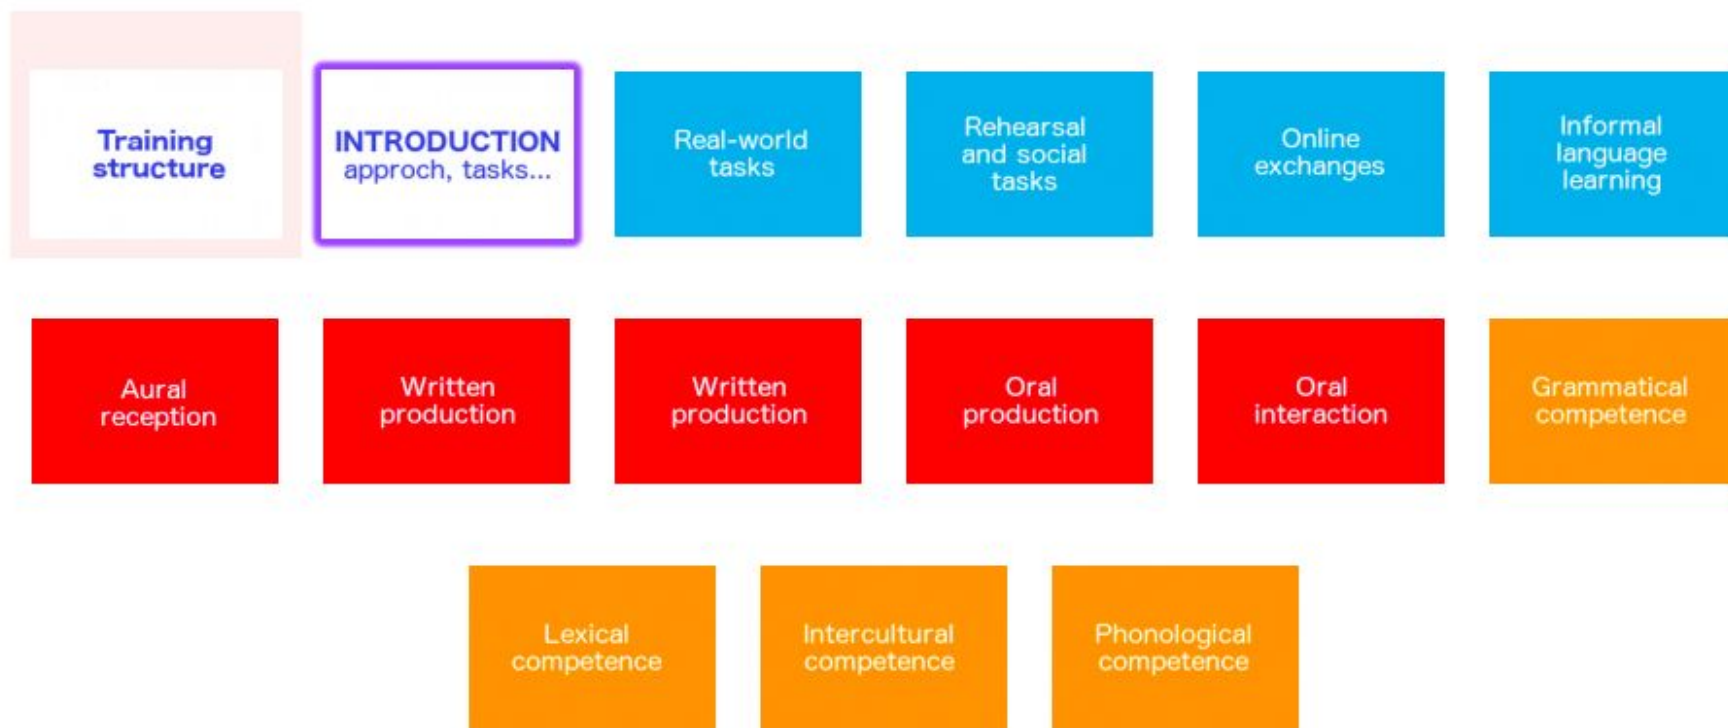 Training
structure
INTRODUCTION
approch, tasks...
Real-world
tasks
Rehearsal
and social
tasks
Online
exchanges
Informal
language
learning
Aural
reception
Written
production
Written
production
Oral
production
Oral
interaction
Grammatical
competence
Lexical
competence
Intercultural
competence
Phonological
competence